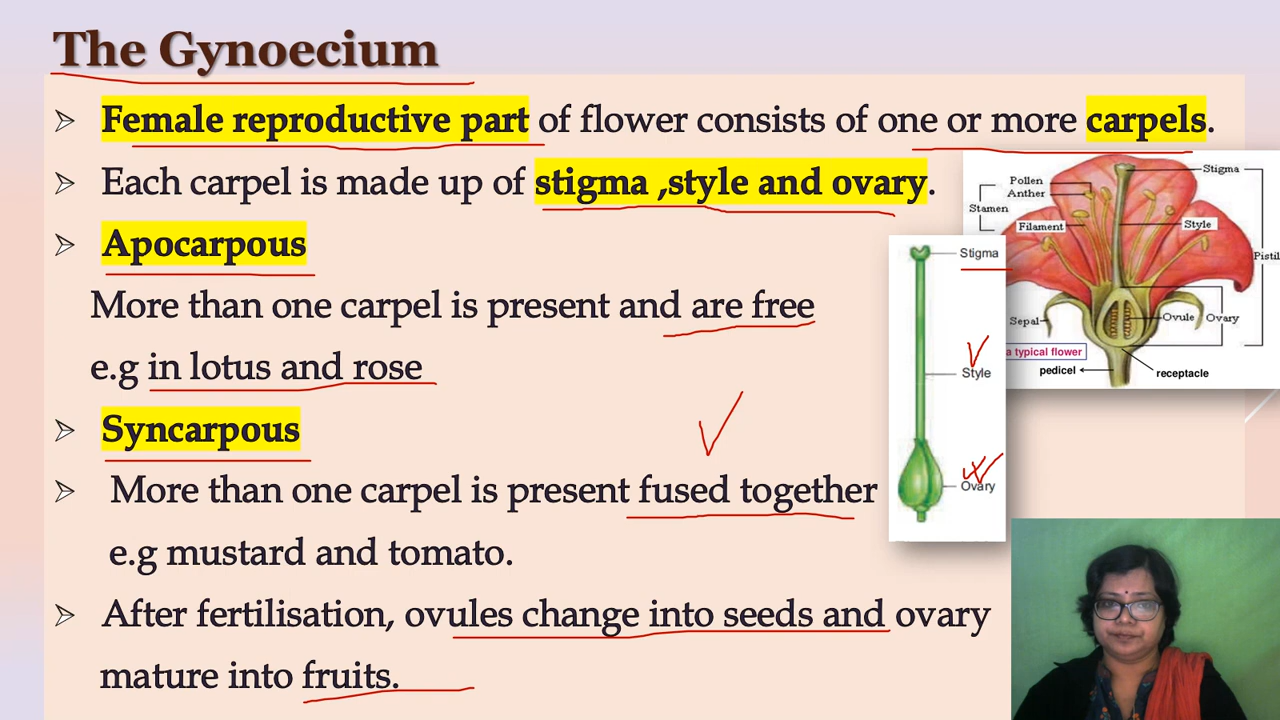 The Gynoecium
Female reproductive part of flower consists of one or more carpels.
Each carpel is made up of stigma ,style and ovary.
Apocarpous
More than one carpel is present and are free
e.g in lotus and rose
Syncarpous
More than one carpel is present fused together
e.g mustard and tomato.
After fertilisation, ovules change into seeds and ovary
mature into fruits.
Stigma
Style
Ovary
Pollen
Anther
Stamen
Filament
Sepal
a typical flower
pedicel
receptacle
Stigma
Style
Pistil
Ovule
Ovary